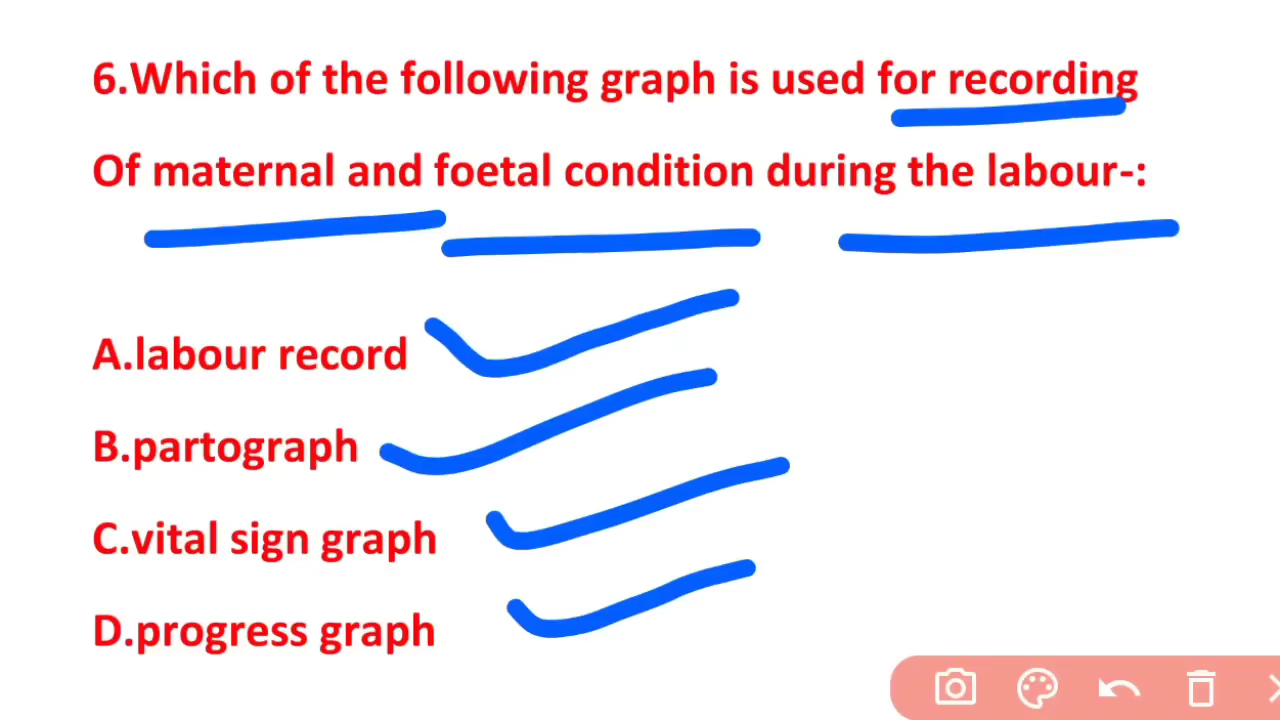 6.Which of the following graph is used for recording
Of maternal and foetal condition during the labour-:
A.labour record
B.partograph
C.vital sign graph
D.progress graph